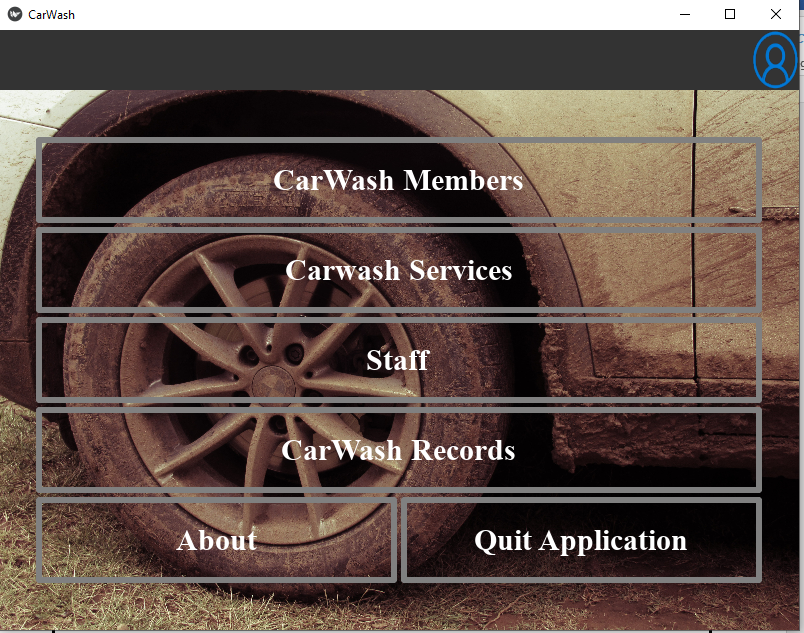 CarWash
CarWash Members
Carwash Services
Staff
CarWash Records
About
Quit Application